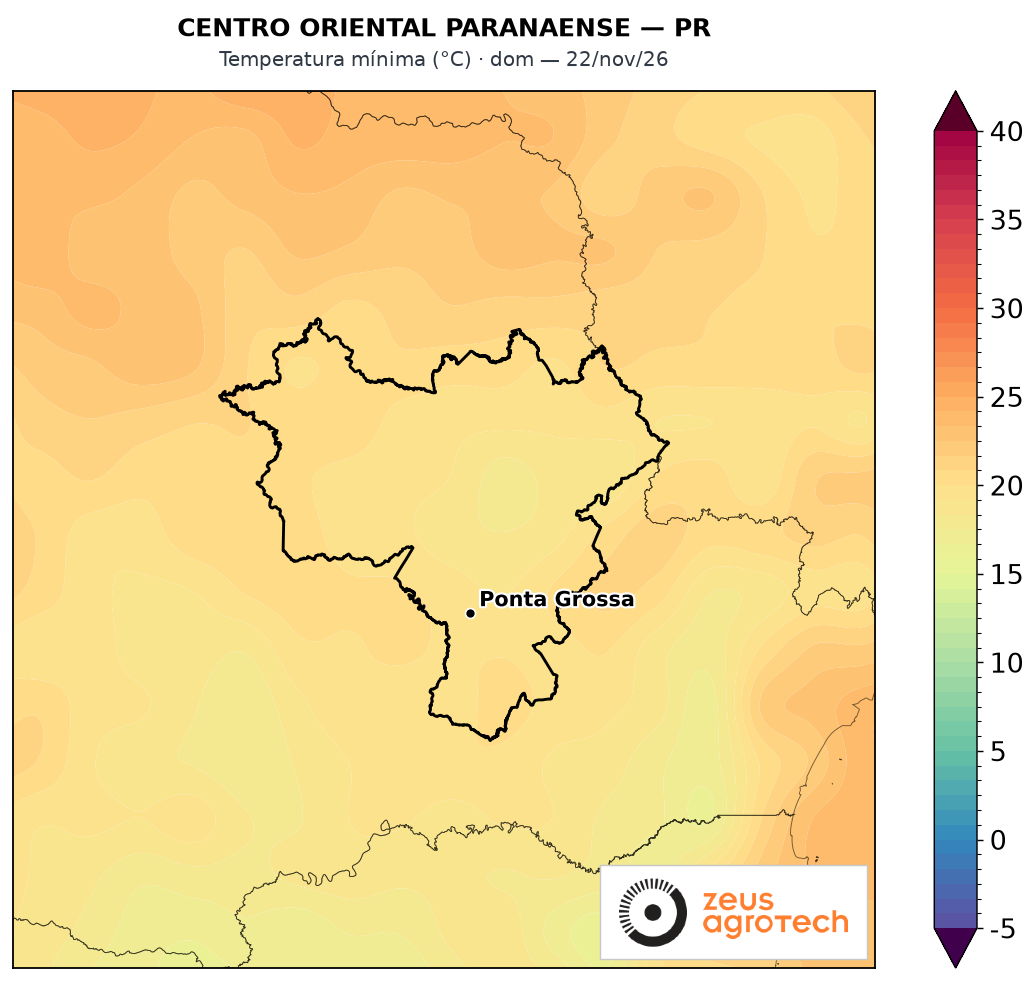 CENTRO ORIENTAL PARANAENSE — PR
Temperatura mínima (°C) · dom — 22/nov/26
40
35
30
25
20
15
10
5
0
-5
Ponta Grossa
zeus
agrotech